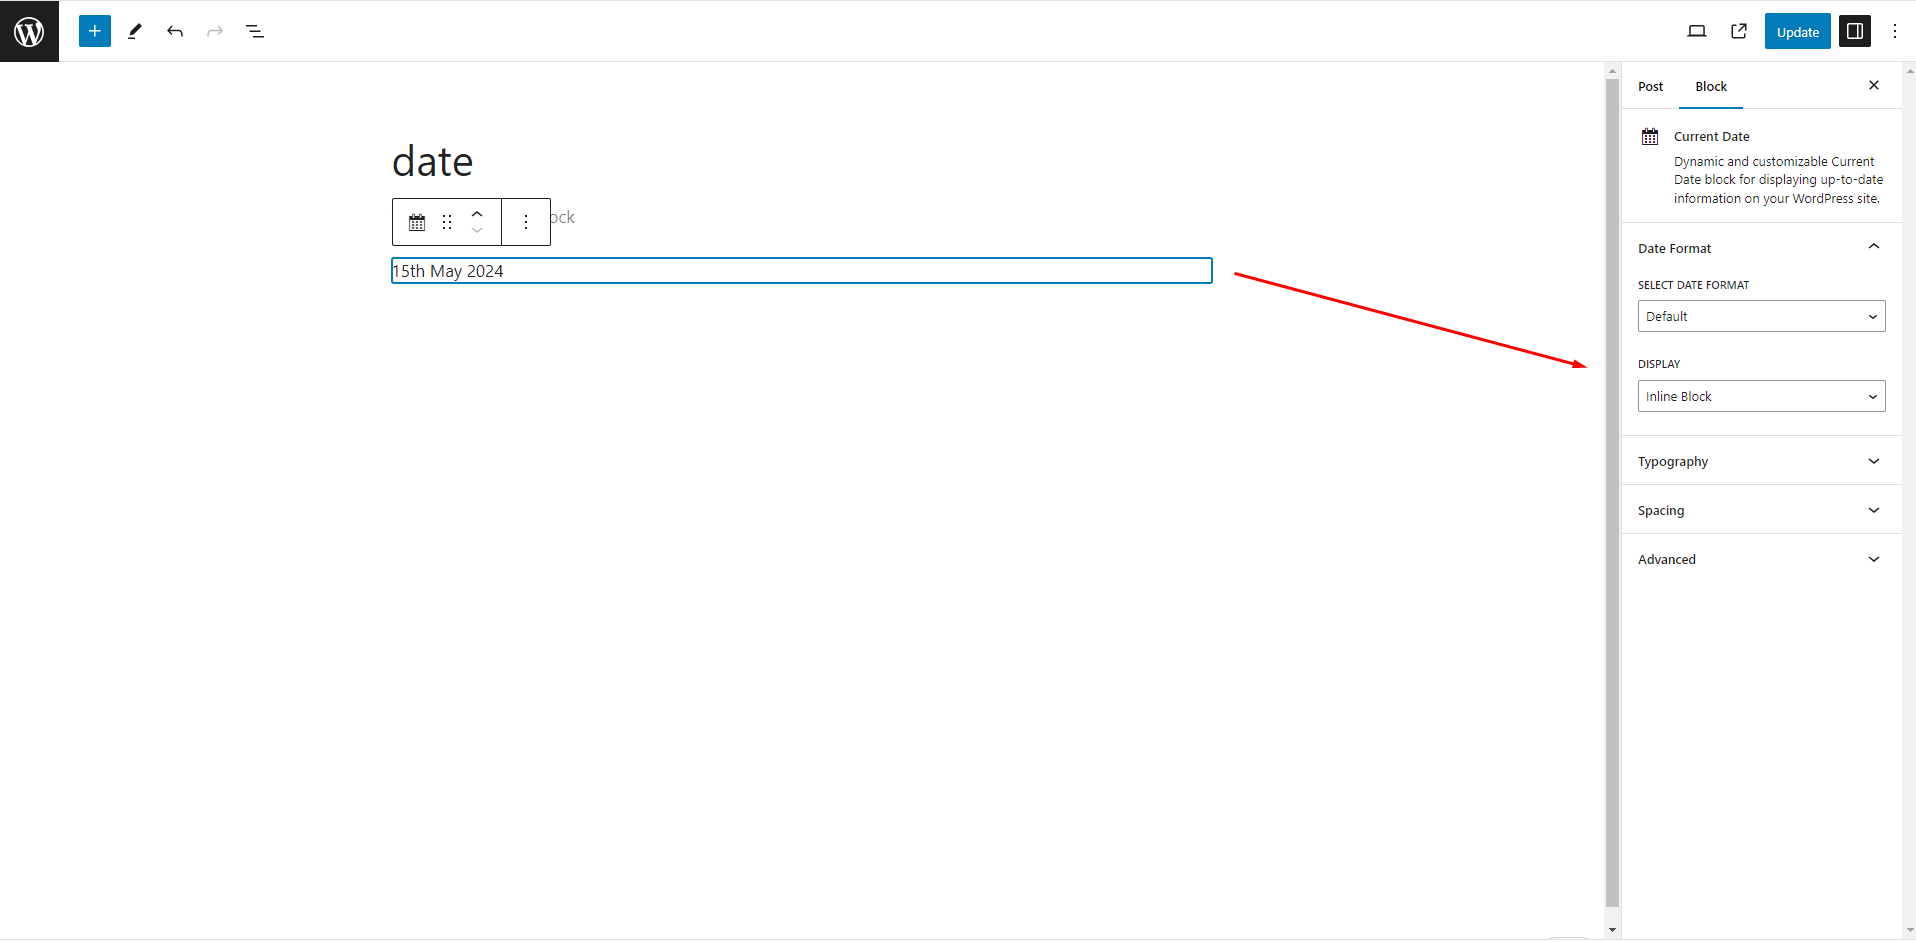 Update
Post Block
date
ock
15th May 2024
Current Date
Dynamic and customizable Current
Date block for displaying up-to-date
information on your WordPress site.
Date Format
SELECT DATE FORMAT
Default
DISPLAY
Inline Block
Typography
Spacing
Advanced